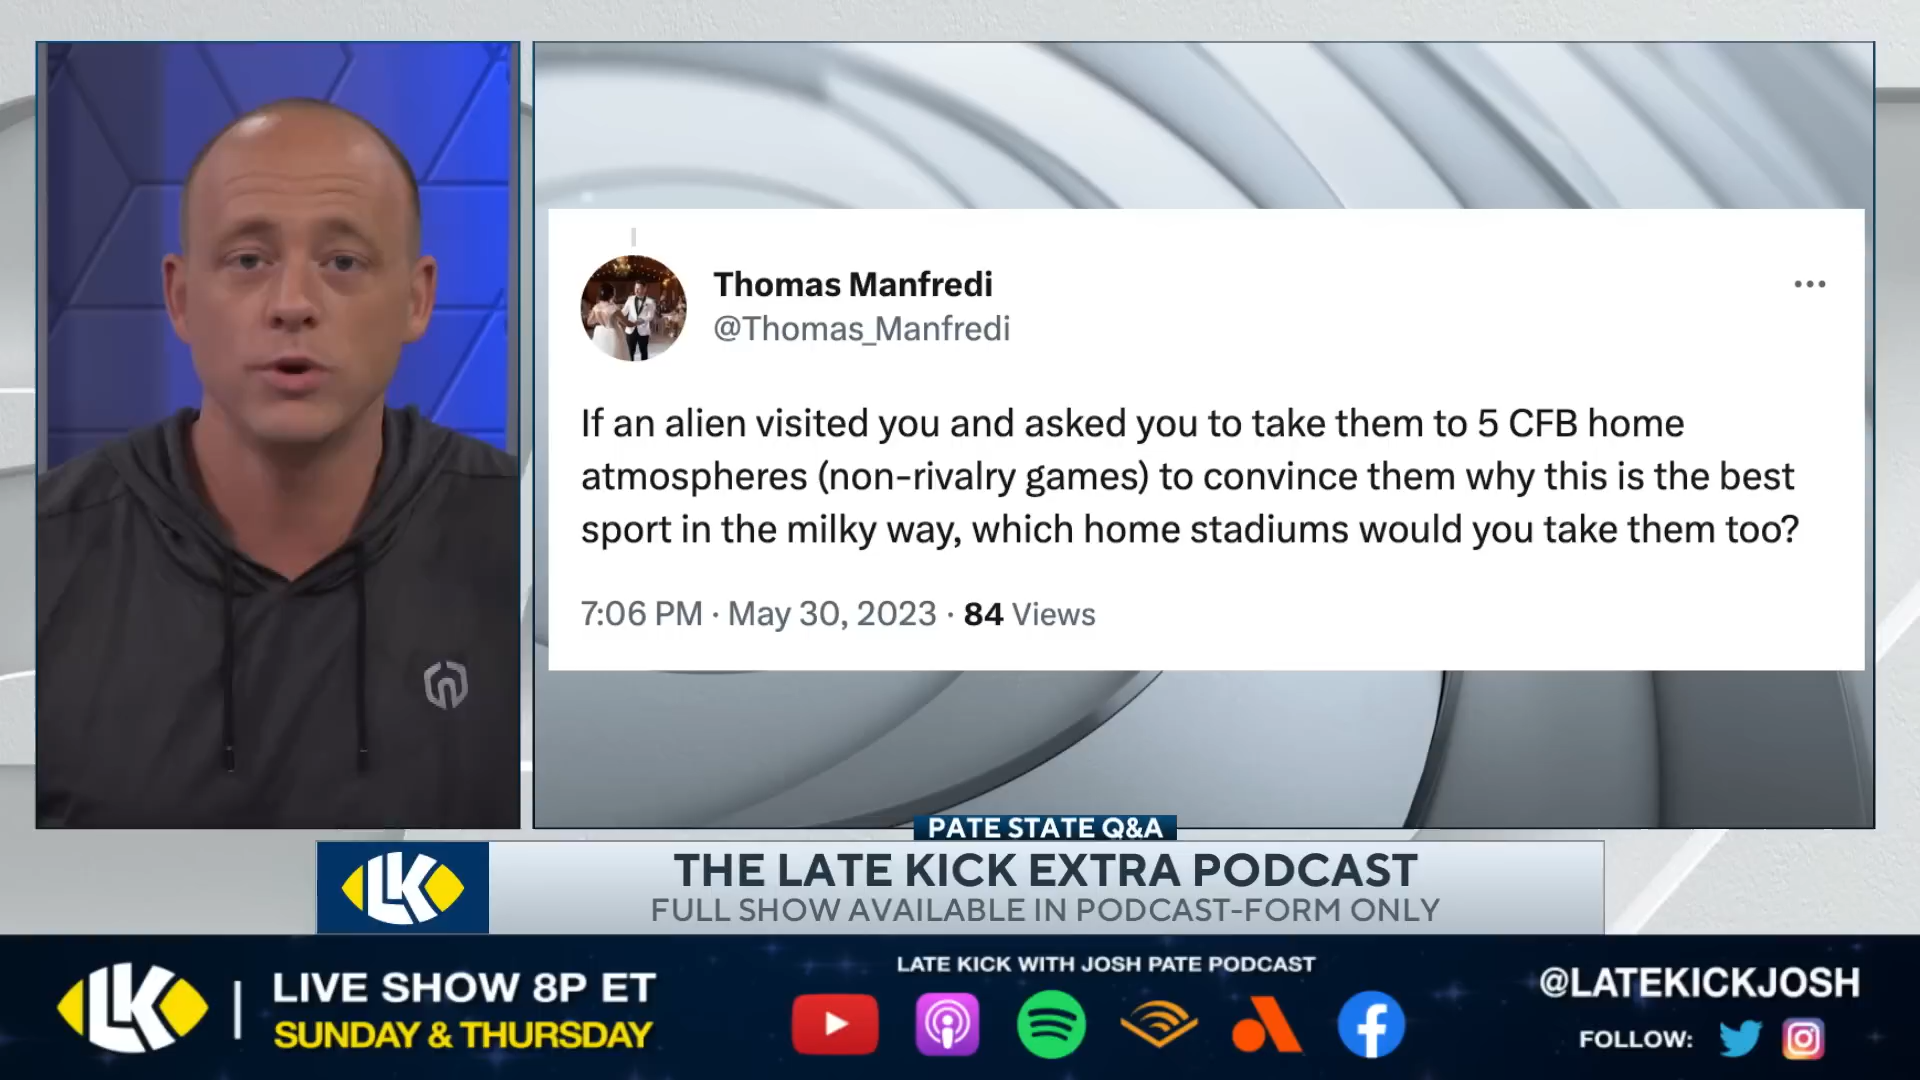 Thomas Manfredi
@Thomas_Manfredi
If an alien visited you and asked you to take them to 5 CFB home
atmospheres (non-rivalry games) to convince them why this is the best
sport in the milky way, which home stadiums would you take them too?
7:06 PM · May 30, 2023 · 84 Views
PATE STATE Q&A
LK
THE LATE KICK EXTRA PODCAST
FULL SHOW AVAILABLE IN PODCAST-FORM ONLY
LK
LIVE SHOW 8P ET
SUNDAY & THURSDAY
LATE KICK WITH JOSH PATE PODCAST
@LATEKICKJOSH
FOLLOW: